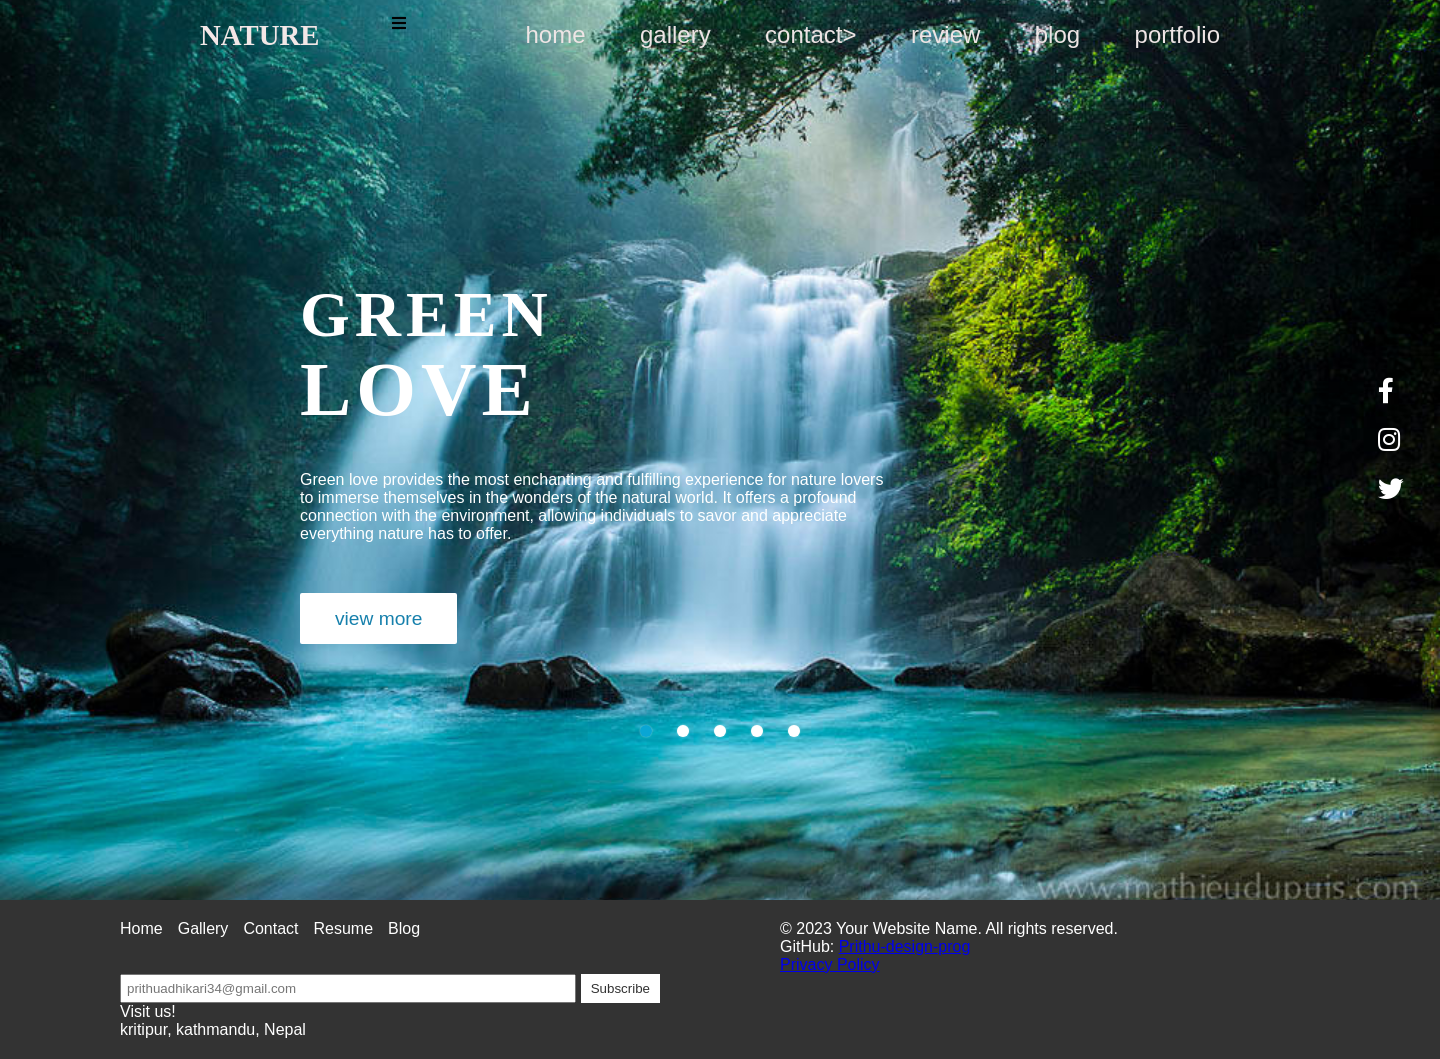 NATURE
home gallery contact> review blog portfolio
GREEN
LOVE
Green love provides the most enchanting and fulfilling experience for nature lovers
to immerse themselves in the wonders of the natural world. It offers a profound
connection with the environment, allowing individuals to savor and appreciate
everything nature has to offer.
view more
www.mathieudupuis.com
Home Gallery Contact Resume Blog
prithuadhikari34@gmail.com Subscribe
Visit us!
kritipur, kathmandu, Nepal
© 2023 Your Website Name. All rights reserved.
GitHub: Prithu-design-prog
Privacy Policy